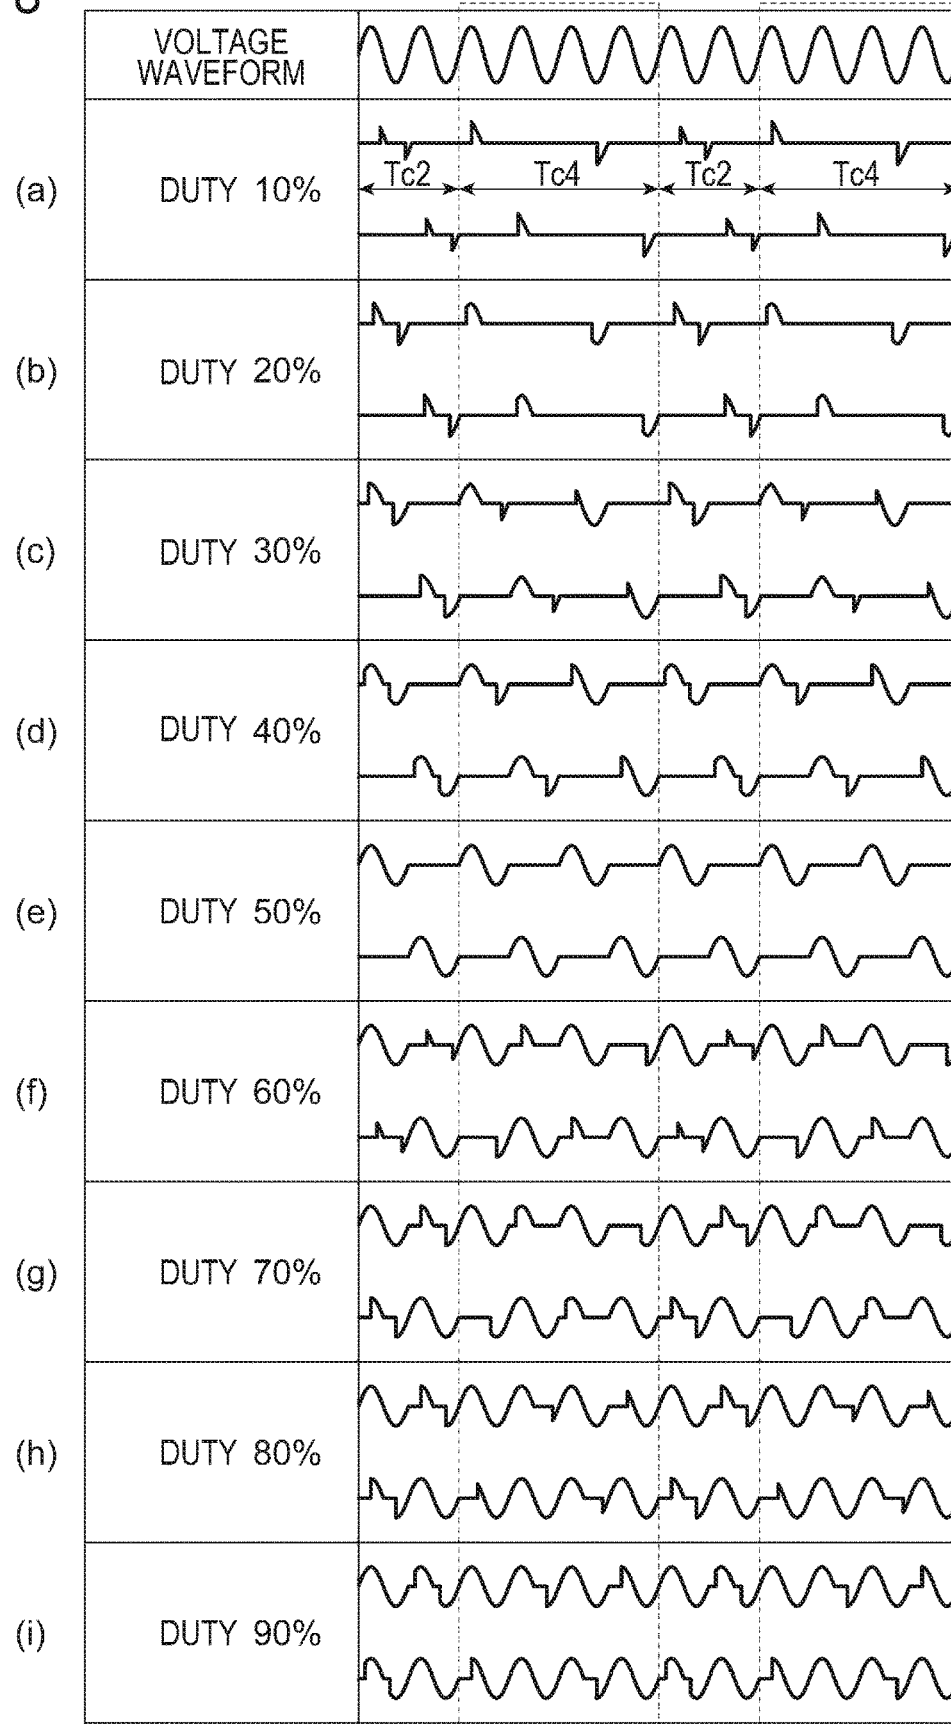 VOLTAGE
WAVEFORM
(a) DUTY 10%
Tc2 Tc4 Tc2 Tc4
(b) DUTY 20%
(c) DUTY 30%
(d) DUTY 40%
(e) DUTY 50%
(f) DUTY 60%
(g) DUTY 70%
(h) DUTY 80%
(i) DUTY 90%